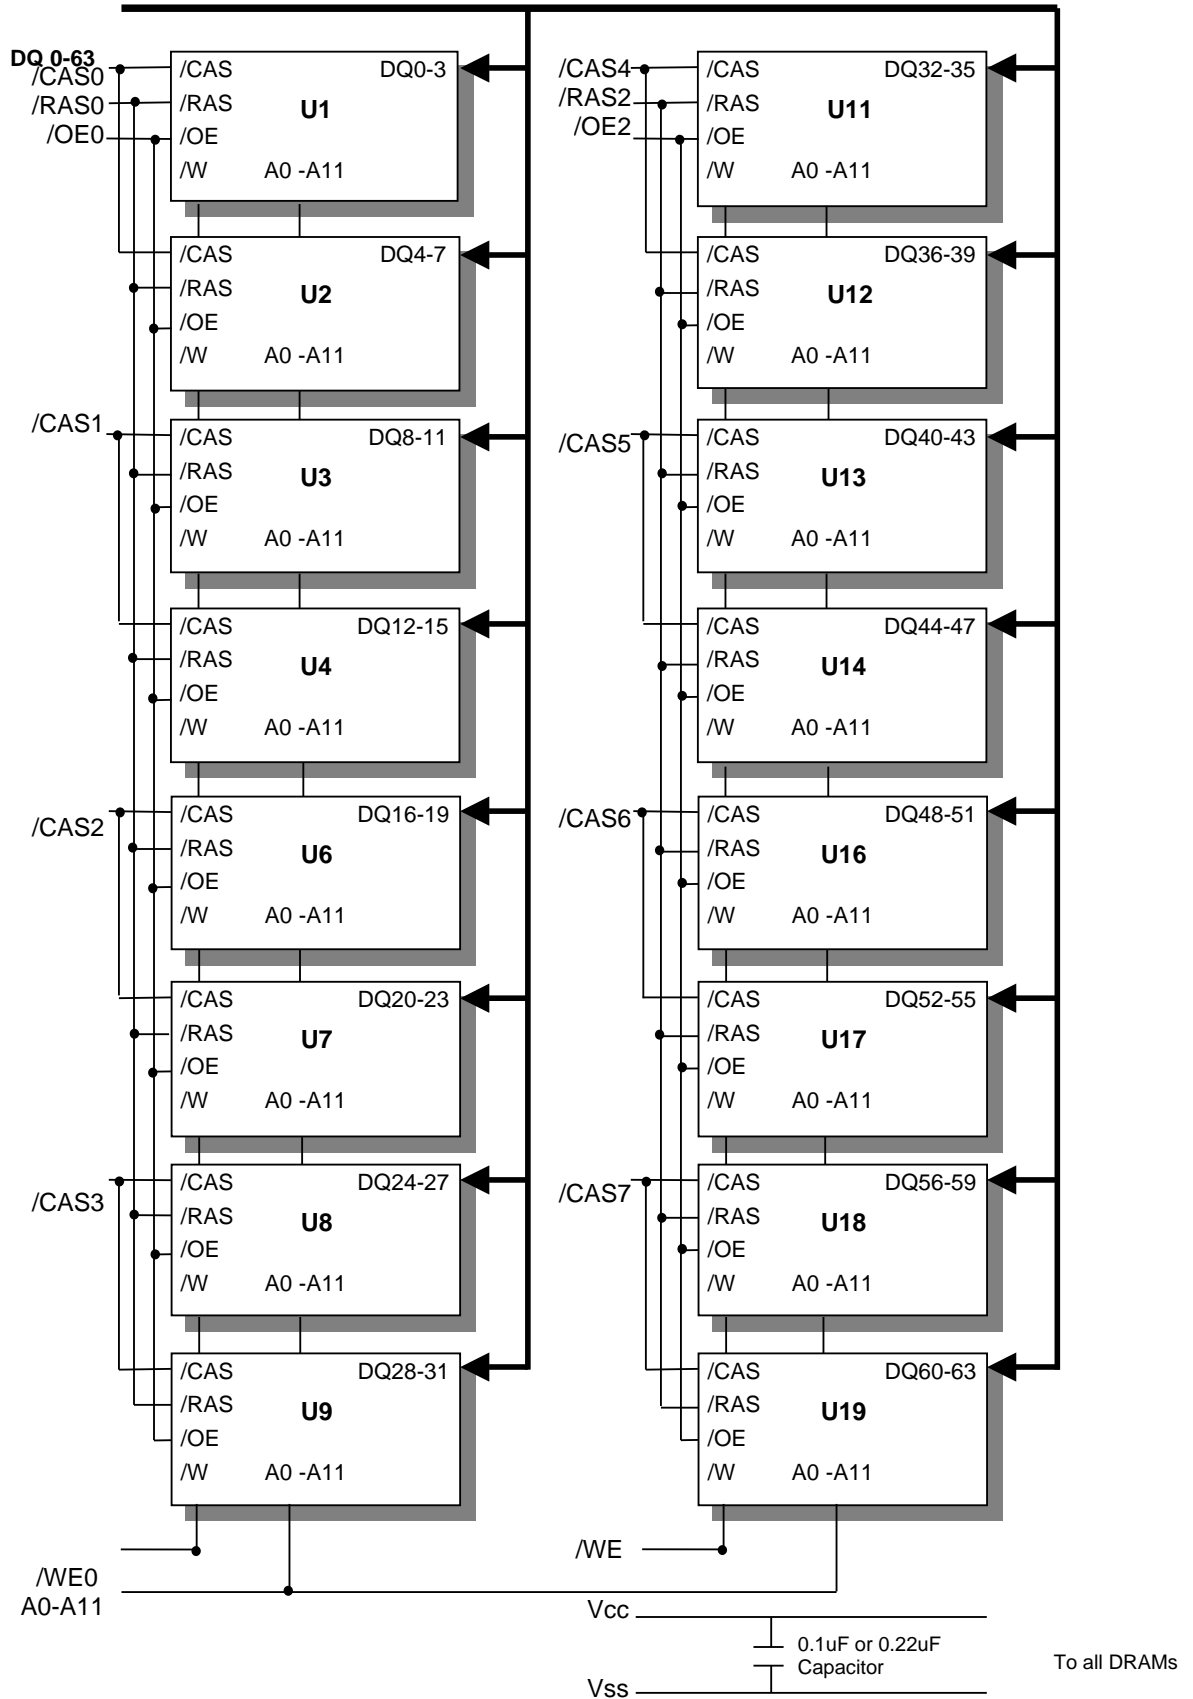 DQ 0-63
/CAS0
/RAS0
/OE0
/CAS DQ0-3
/RAS
U1
/OE
/W A0 -A11
/CAS DQ4-7
/RAS
U2
/OE
/W A0 -A11
/CAS1
/CAS DQ8-11
/RAS
U3
/OE
/W A0 -A11
/CAS DQ12-15
/RAS
U4
/OE
/W A0 -A11
/CAS2
/CAS DQ16-19
/RAS
U6
/OE
/W A0 -A11
/CAS DQ20-23
/RAS
U7
/OE
/W A0 -A11
/CAS3
/CAS DQ24-27
/RAS
U8
/OE
/W A0 -A11
/CAS DQ28-31
/RAS
U9
/OE
/W A0 -A11
/WE0
A0-A11
/CAS4
/RAS2
/OE2
/CAS DQ32-35
/RAS
U11
/OE
/W A0 -A11
/CAS DQ36-39
/RAS
U12
/OE
/W A0 -A11
/CAS5
/CAS DQ40-43
/RAS
U13
/OE
/W A0 -A11
/CAS DQ44-47
/RAS
U14
/OE
/W A0 -A11
/CAS6
/CAS DQ48-51
/RAS
U16
/OE
/W A0 -A11
/CAS DQ52-55
/RAS
U17
/OE
/W A0 -A11
/CAS7
/CAS DQ56-59
/RAS
U18
/OE
/W A0 -A11
/CAS DQ60-63
/RAS
U19
/OE
/W A0 -A11
/WE
Vcc
0.1uF or 0.22uF
Capacitor
To all DRAMs
Vss